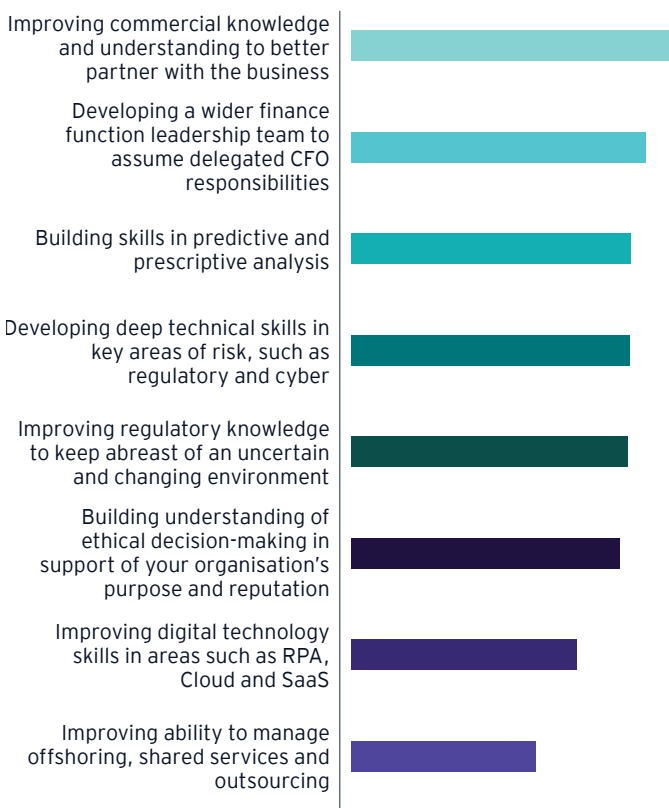 Improving commercial knowledge
and understanding to better
partner with the business
Developing a wider finance
function leadership team to
assume delegated CFO
responsibilities
Building skills in predictive and
prescriptive analysis
Developing deep technical skills in
key areas of risk, such as
regulatory and cyber
Improving regulatory knowledge
to keep abreast of an uncertain
and changing environment
Building understanding of
ethical decision-making in
support of your organisation’s
purpose and reputation
Improving digital technology
skills in areas such as RPA,
Cloud and SaaS
Improving ability to manage
offshoring, shared services and
outsourcing